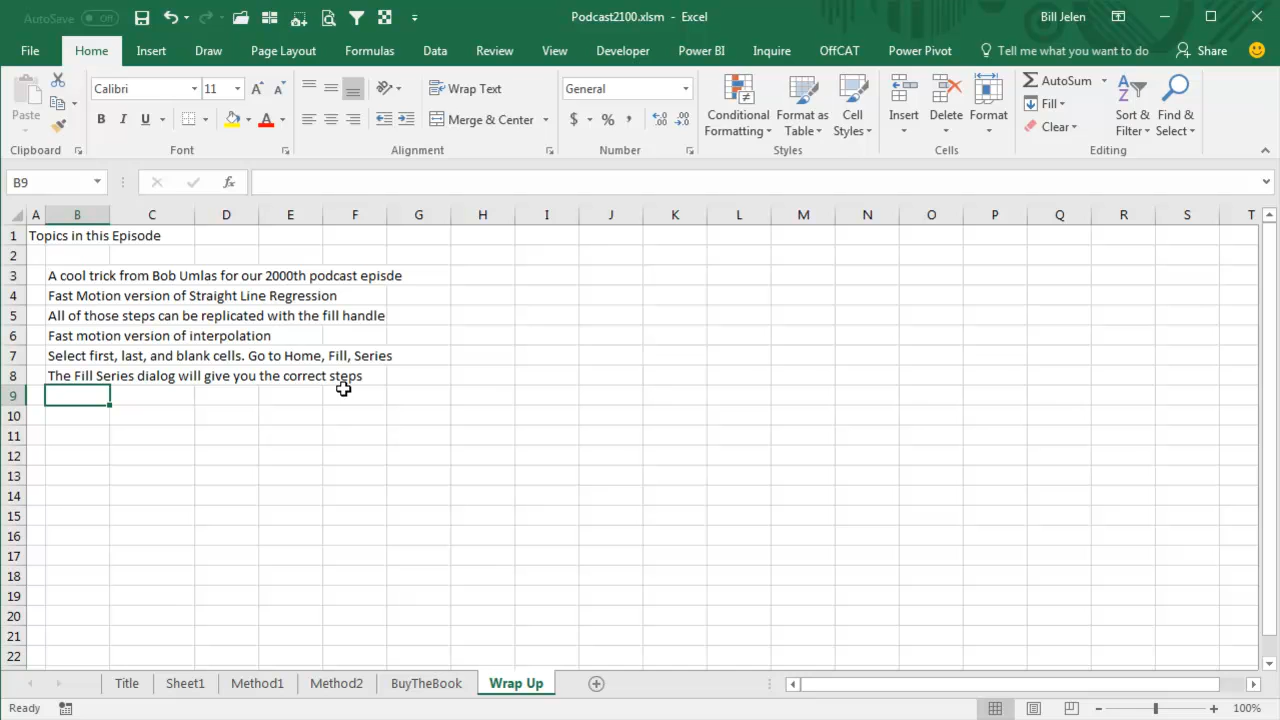 AutoSave Off
Podcast2100.xlsm - Excel
Bill Jelen
File Home Insert Draw Page Layout Formulas Data Review View Developer Power BI Inquire OffCAT Power Pivot Tell me what you want to do Share
Paste
Calibri 11
Wrap Text
General
Conditional Formatting
Format as Table
Cell Styles
Insert
Delete
Format
AutoSum
Fill
Clear
Sort & Filter
Find & Select
B I U
Merge & Center
$ % ,
Clipboard Font Alignment Number Styles Cells Editing
B9
fx
A B C D E F G H I J K L M N O P Q R S T
1 Topics in this Episode
2
3 A cool trick from Bob Umlas for our 2000th podcast episde
4 Fast Motion version of Straight Line Regression
5 All of those steps can be replicated with the fill handle
6 Fast motion version of interpolation
7 Select first, last, and blank cells. Go to Home, Fill, Series
8 The Fill Series dialog will give you the correct steps
9
10
11
12
13
14
15
16
17
18
19
20
21
22
Title Sheet1 Method1 Method2 BuyTheBook Wrap Up
Ready
100%